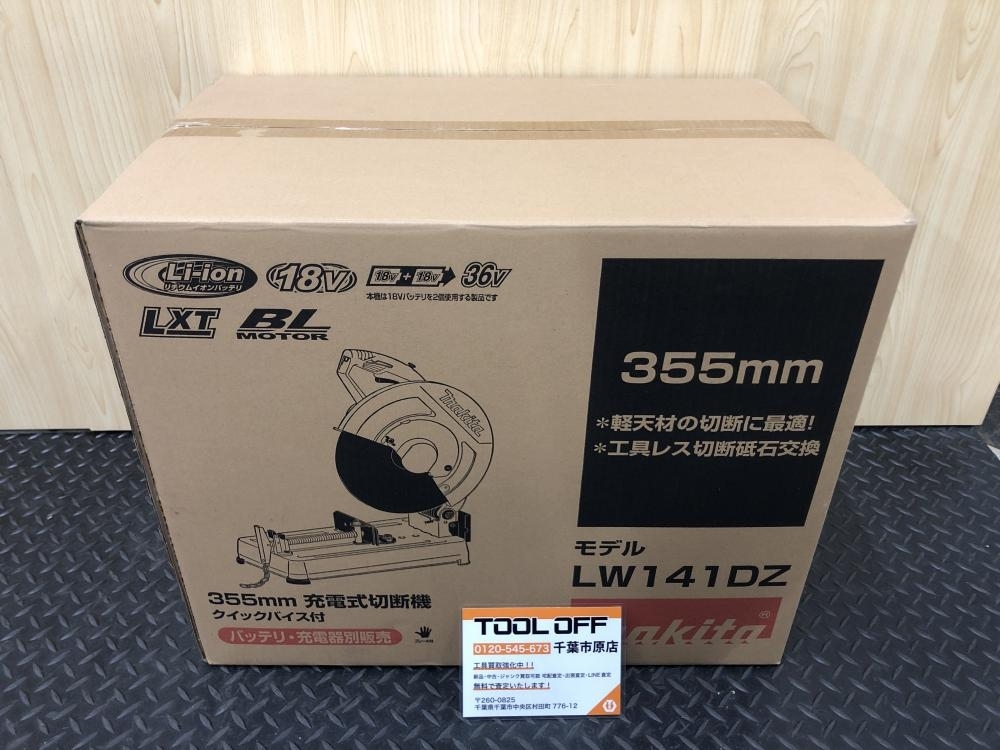 Li-ion
リチウムイオンバッテリ
18V
18V + 18V 36V
本機は18Vバッテリを2個使用する製品です
LXT
BL
MOTOR
makita
355mm
*軽天材の切断に最適!
*工具レス切断砥石交換
モデル
LW141DZ
355mm 充電式切断機
クイックバイス付
バッテリ・充電器別販売
ブレーキ付
akita®
TOOL OFF
0120-545-673 千葉市原店
工具買取強化中!!
新品・中古・ジャンク買取可能 宅配査定・出張査定・LINE査定
無料で査定いたします!
〒260-0825
千葉県千葉市中央区村田町 776-12